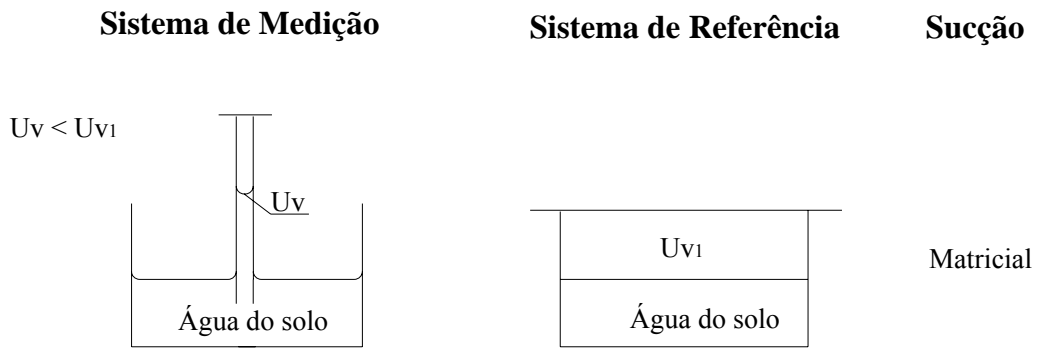 Sistema de Medição
Sistema de Referência
Sucção
Uv < Uv1
Uv
Água do solo
Uv1
Água do solo
Matricial